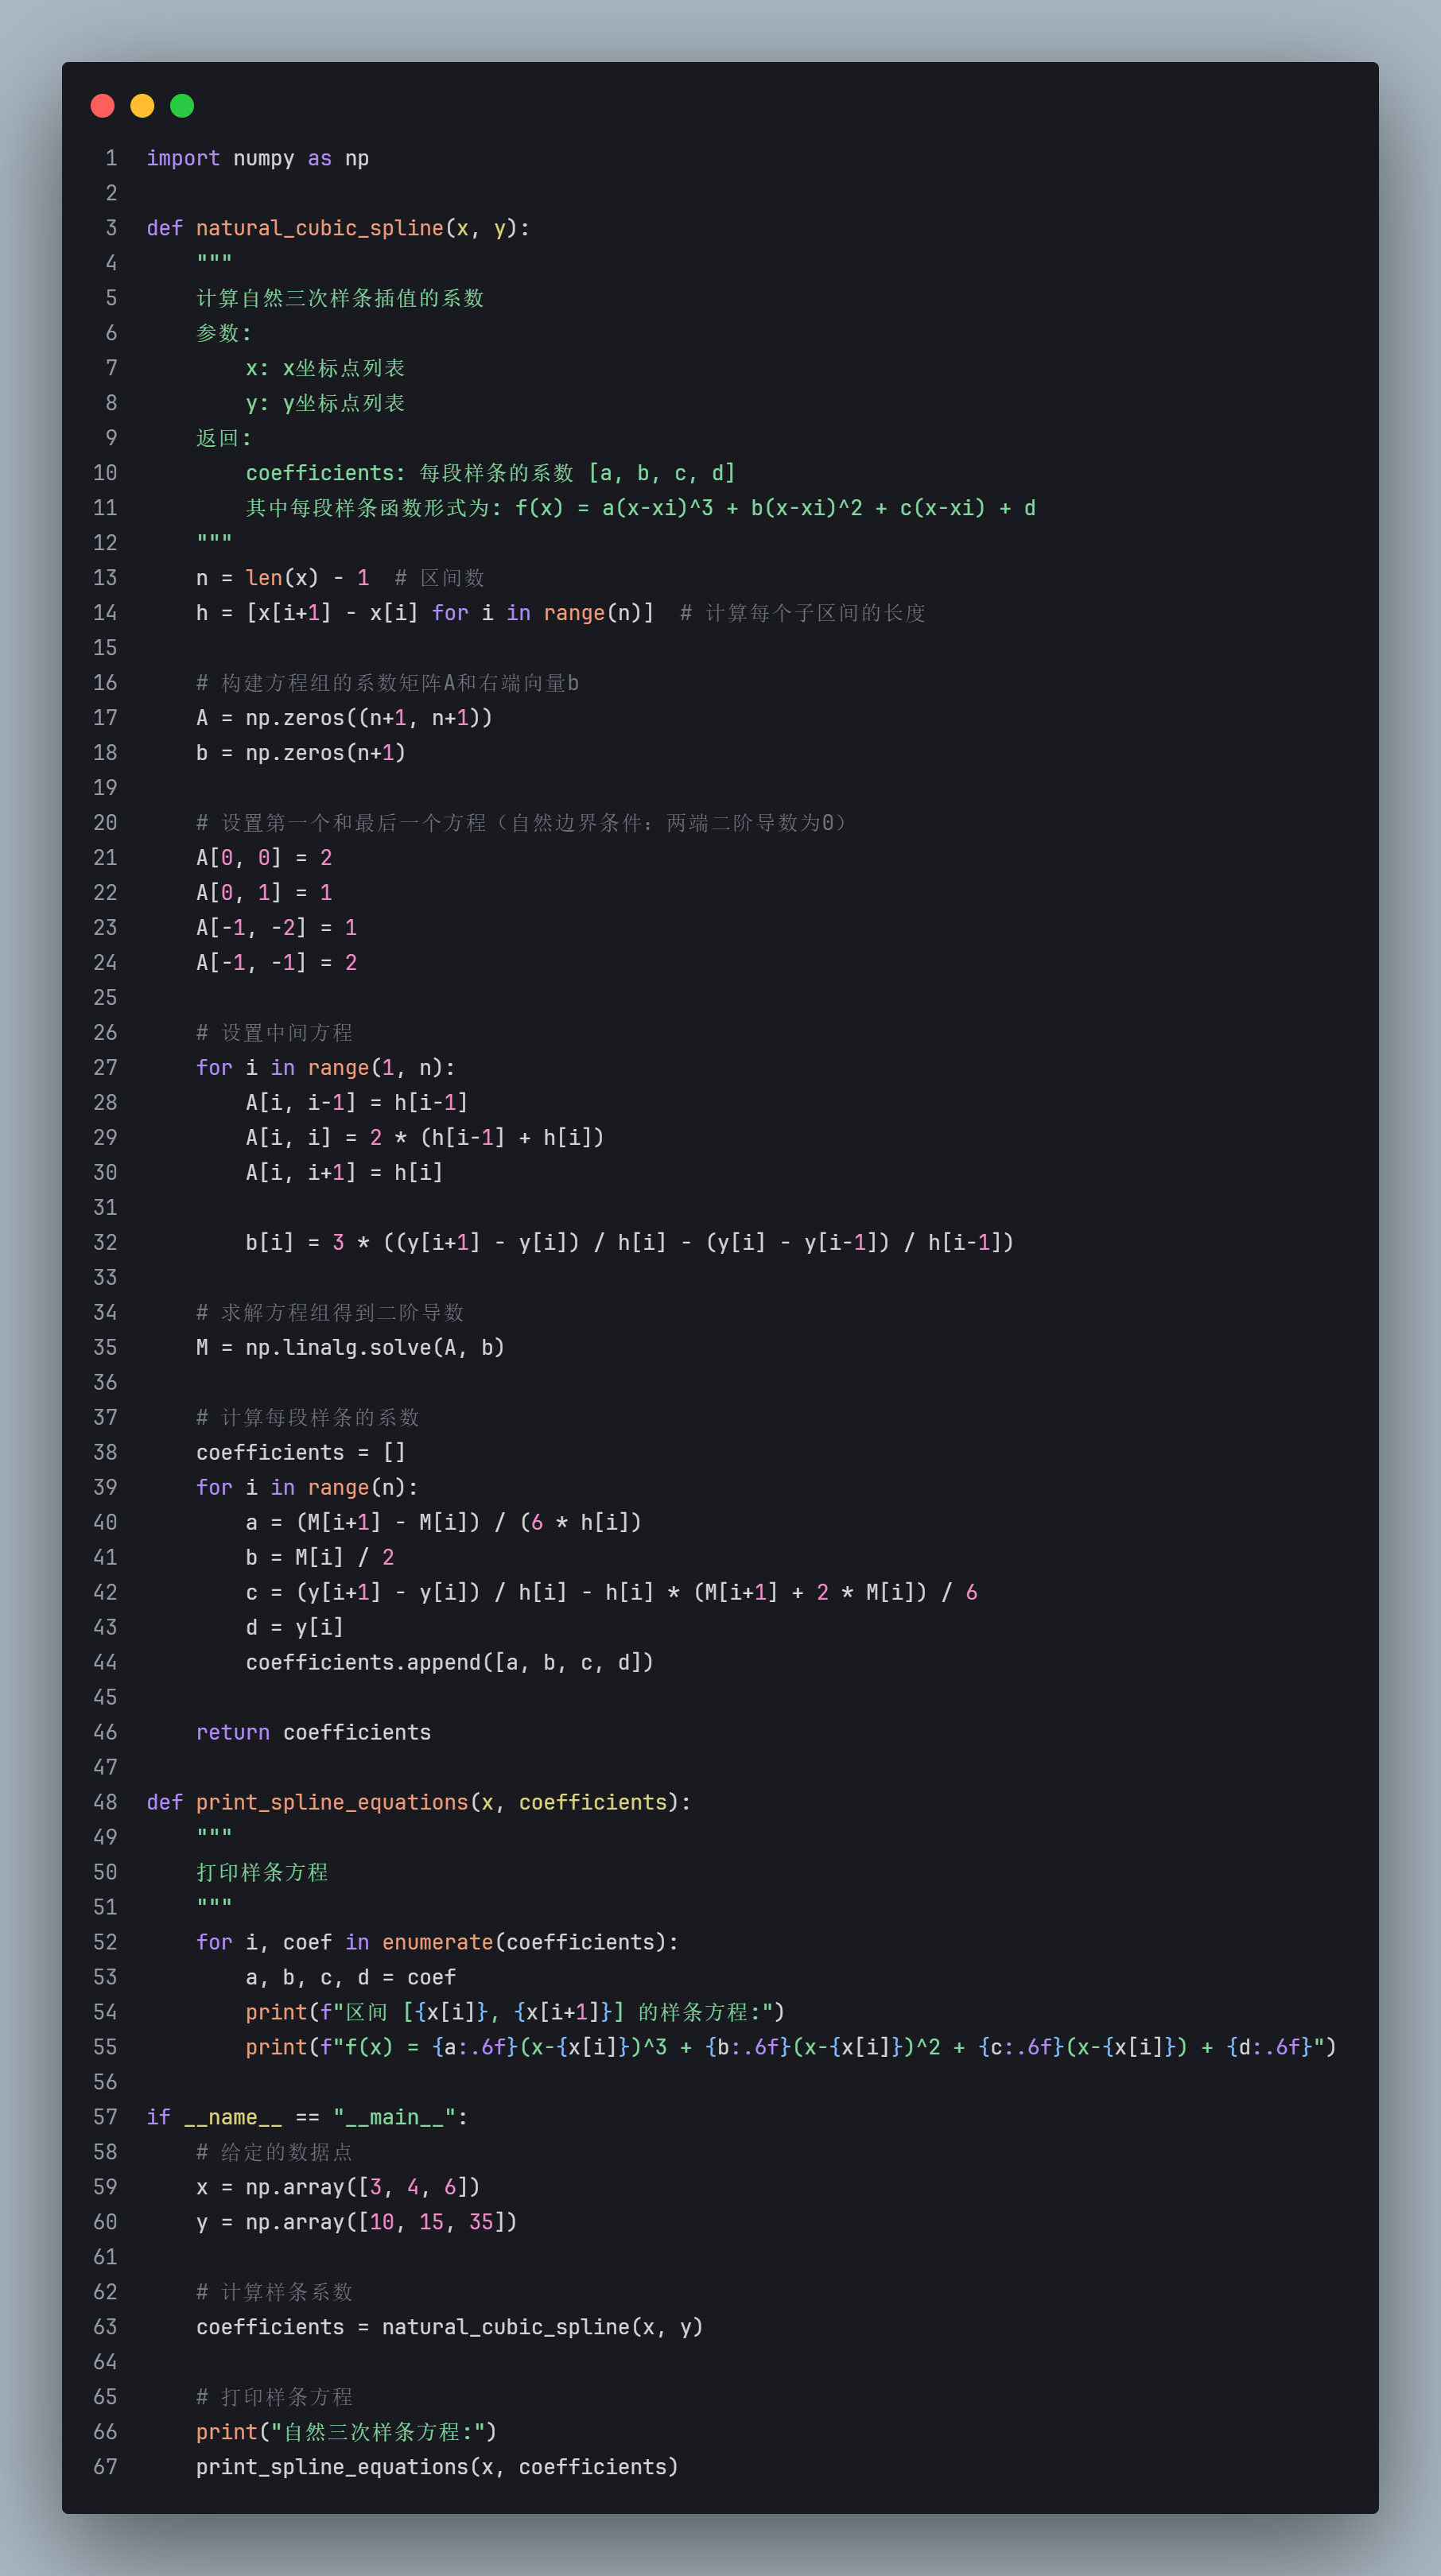 1 import numpy as np
2
3 def natural_cubic_spline(x, y):
4     """
5     计算自然三次样条插值的系数
6     参数:
7         x: x坐标点列表
8         y: y坐标点列表
9     返回:
10         coefficients: 每段样条的系数 [a, b, c, d]
11         其中每段样条函数形式为: f(x) = a(x-xi)^3 + b(x-xi)^2 + c(x-xi) + d
12     """
13     n = len(x) - 1  # 区间数
14     h = [x[i+1] - x[i] for i in range(n)]  # 计算每个子区间的长度
15
16     # 构建方程组的系数矩阵A和右端向量b
17     A = np.zeros((n+1, n+1))
18     b = np.zeros(n+1)
19
20     # 设置第一个和最后一个方程（自然边界条件：两端二阶导数为0）
21     A[0, 0] = 2
22     A[0, 1] = 1
23     A[-1, -2] = 1
24     A[-1, -1] = 2
25
26     # 设置中间方程
27     for i in range(1, n):
28         A[i, i-1] = h[i-1]
29         A[i, i] = 2 * (h[i-1] + h[i])
30         A[i, i+1] = h[i]
31
32         b[i] = 3 * ((y[i+1] - y[i]) / h[i] - (y[i] - y[i-1]) / h[i-1])
33
34     # 求解方程组得到二阶导数
35     M = np.linalg.solve(A, b)
36
37     # 计算每段样条的系数
38     coefficients = []
39     for i in range(n):
40         a = (M[i+1] - M[i]) / (6 * h[i])
41         b = M[i] / 2
42         c = (y[i+1] - y[i]) / h[i] - h[i] * (M[i+1] + 2 * M[i]) / 6
43         d = y[i]
44         coefficients.append([a, b, c, d])
45
46     return coefficients
47
48 def print_spline_equations(x, coefficients):
49     """
50     打印样条方程
51     """
52     for i, coef in enumerate(coefficients):
53         a, b, c, d = coef
54         print(f"区间 [{x[i]}, {x[i+1]}] 的样条方程:")
55         print(f"f(x) = {a:.6f}(x-{x[i]})^3 + {b:.6f}(x-{x[i]})^2 + {c:.6f}(x-{x[i]}) + {d:.6f}")
56
57 if __name__ == "__main__":
58     # 给定的数据点
59     x = np.array([3, 4, 6])
60     y = np.array([10, 15, 35])
61
62     # 计算样条系数
63     coefficients = natural_cubic_spline(x, y)
64
65     # 打印样条方程
66     print("自然三次样条方程:")
67     print_spline_equations(x, coefficients)